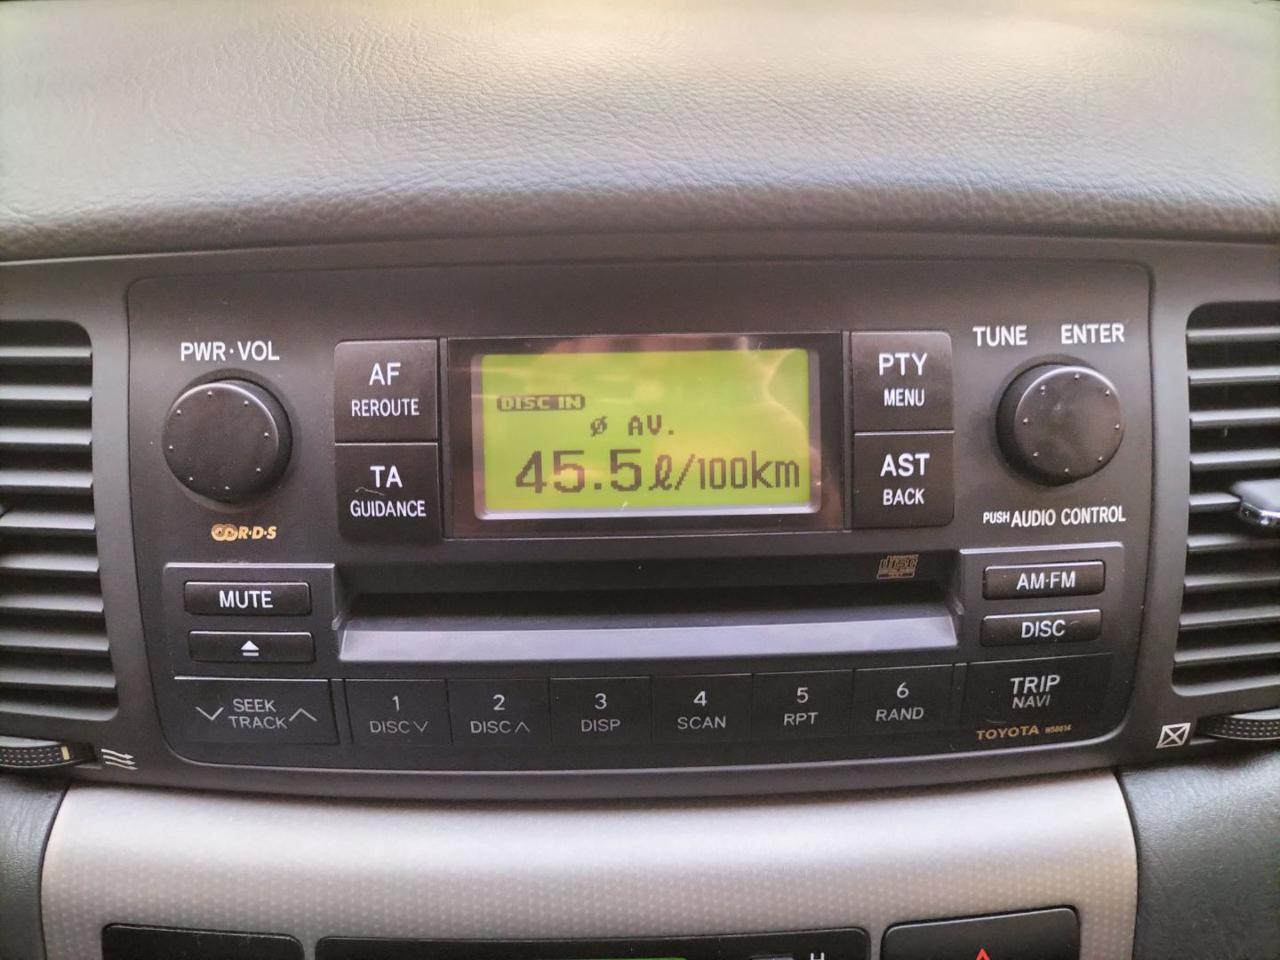 PWR·VOL
AF
REROUTE
TA
GUIDANCE
DISC IN
ø AV.
45.5ℓ/100km
PTY
MENU
AST
BACK
TUNE ENTER
PUSH AUDIO CONTROL
R·D·S
MUTE
AM·FM
DISC
SEEK
TRACK
1
DISC
2
DISC
3
DISP
4
SCAN
5
RPT
6
RAND
TRIP
NAVI
TOYOTA
H